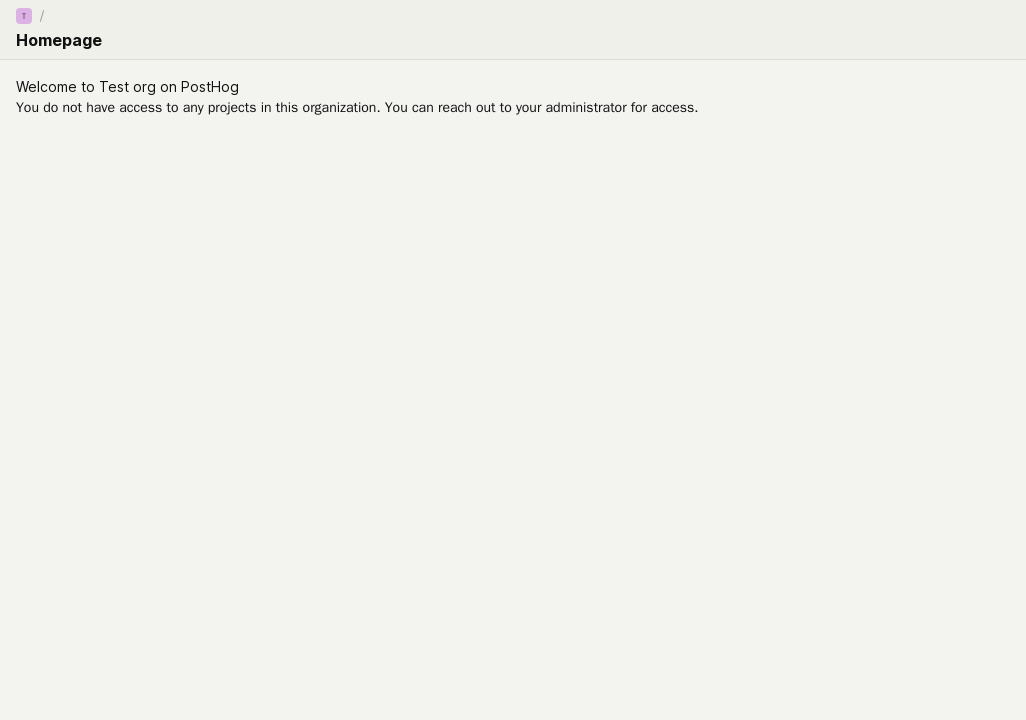 T /
Homepage
Welcome to Test org on PostHog
You do not have access to any projects in this organization. You can reach out to your administrator for access.